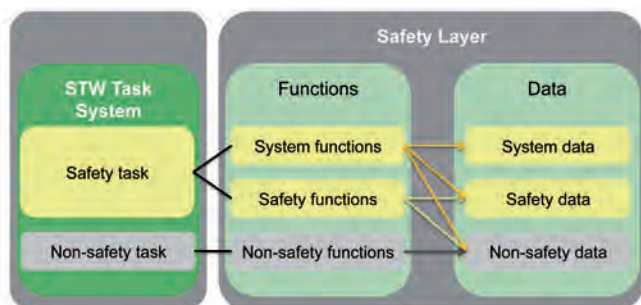 Safety Layer
STW Task
System
Functions
Data
Safety task
System functions
System data
Safety functions
Safety data
Non-safety task
Non-safety functions
Non-safety data